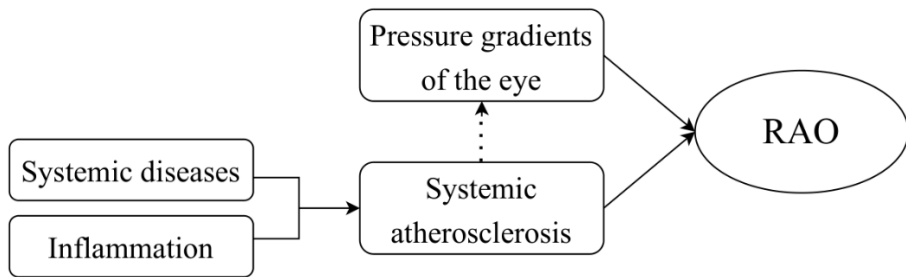 Pressure gradients
of the eye
RAO
Systemic diseases
Inflammation
Systemic
atherosclerosis